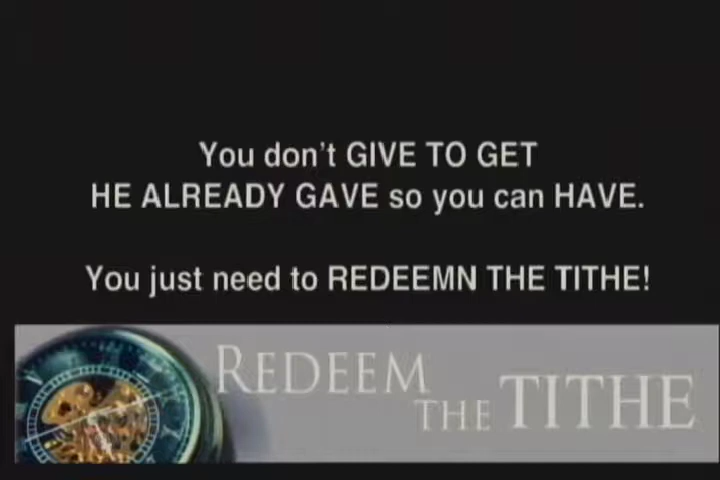 You don't GIVE TO GET
HE ALREADY GAVE so you can HAVE.
You just need to REDEEMN THE TITHE!
REDEEM
THE TITHE